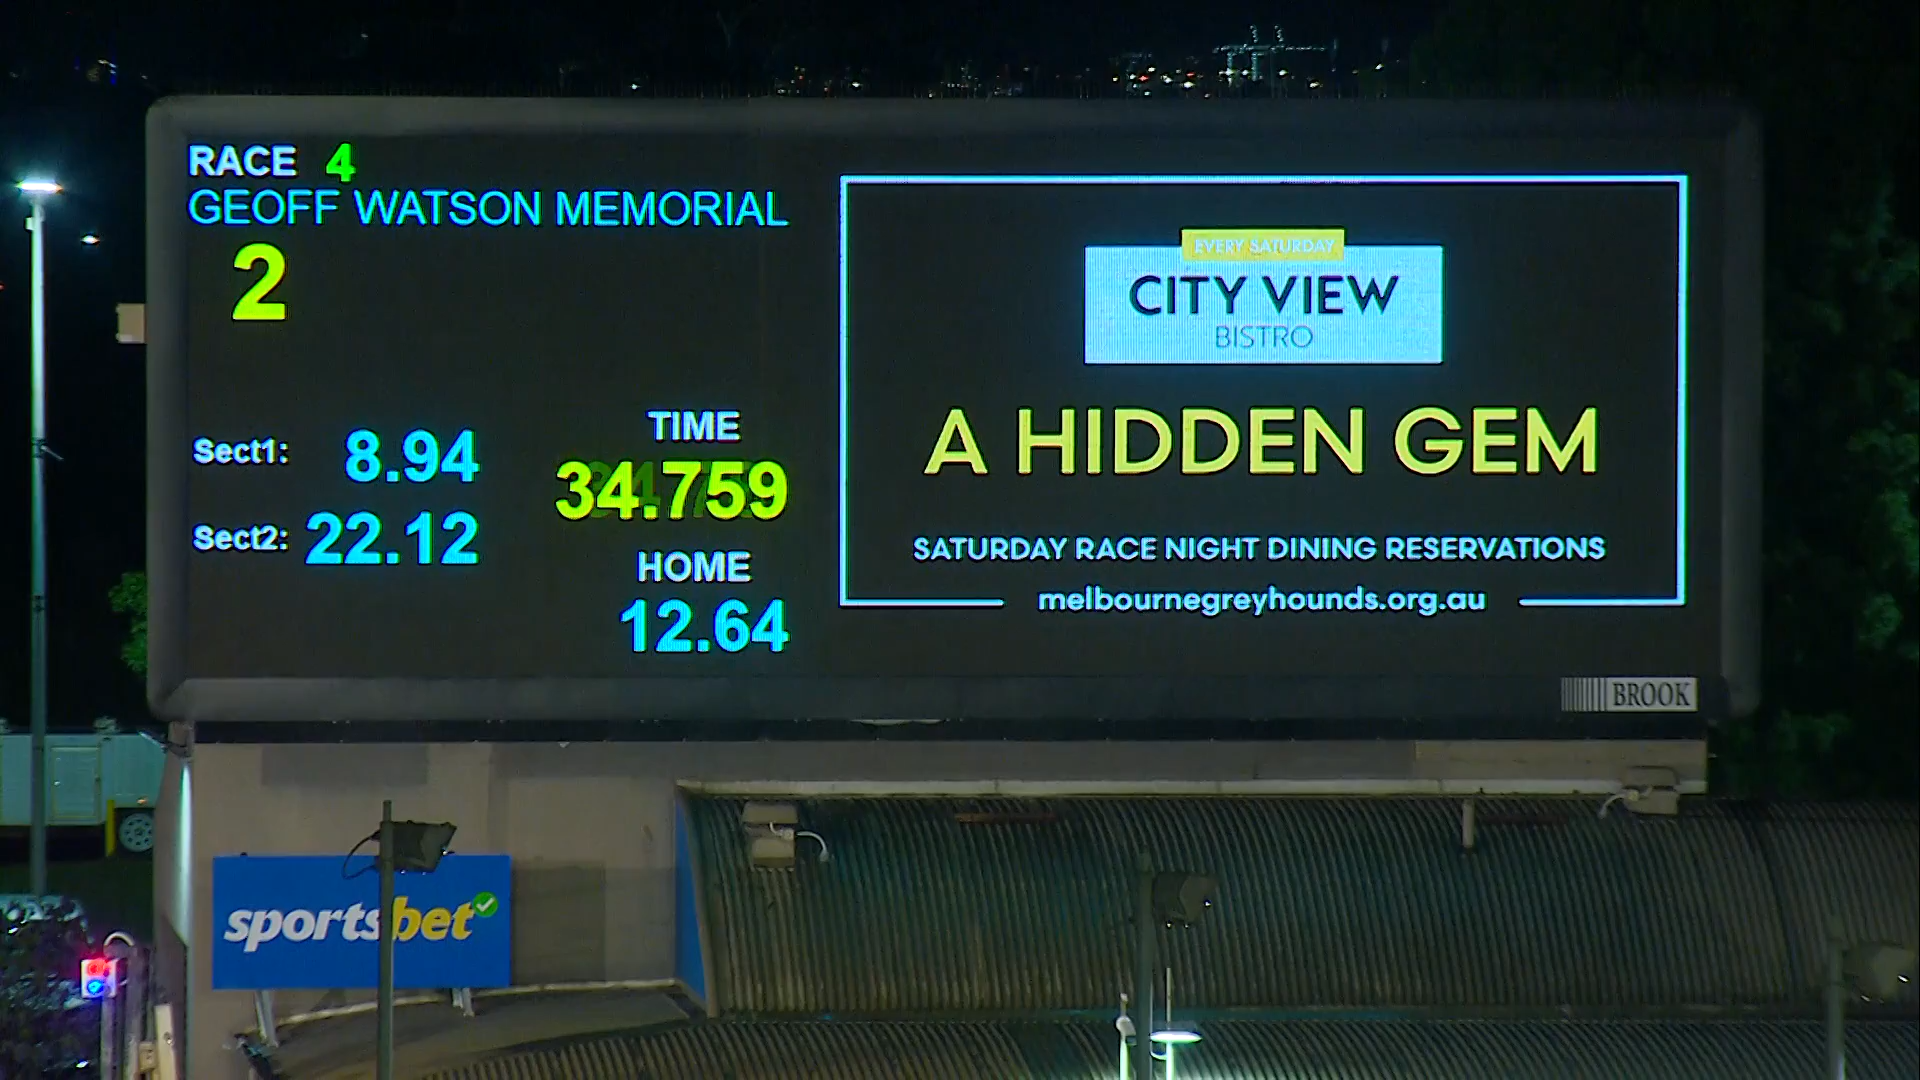 RACE 4
GEOFF WATSON MEMORIAL
2
Sect1: 8.94
Sect2: 22.12
TIME
34.759
HOME
12.64
EVERY SATURDAY
CITY VIEW
BISTRO
A HIDDEN GEM
SATURDAY RACE NIGHT DINING RESERVATIONS
melbournegreyhounds.org.au
BROOK
sportsbet